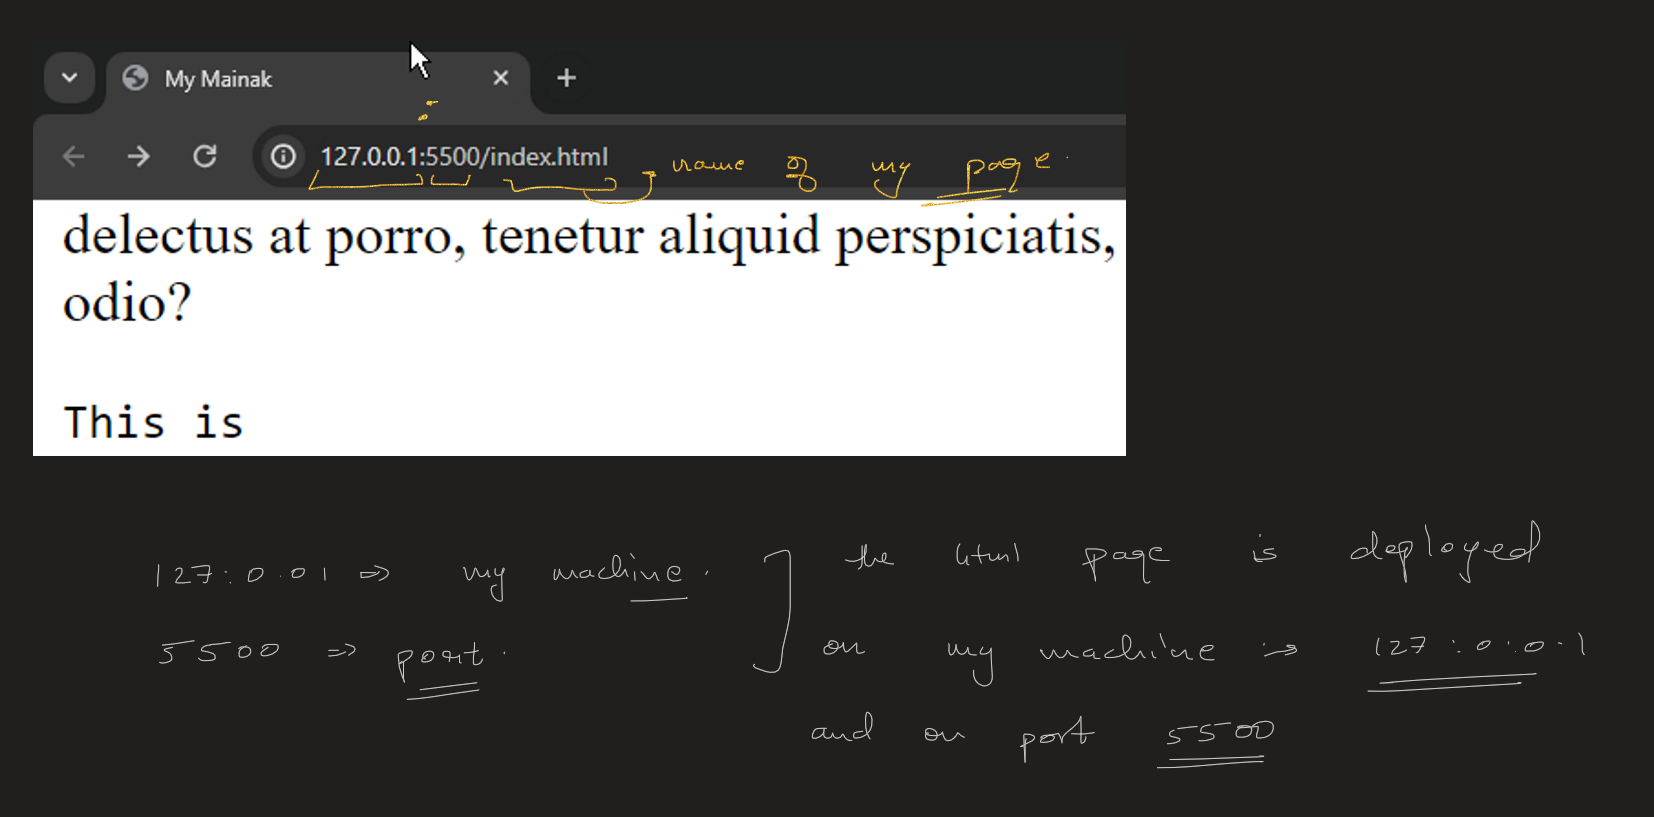 My Mainak
127.0.0.1:5500/index.html
name of my page.
delectus at porro, tenetur aliquid perspiciatis,
odio?
This is
127:0.01 ⇒ my machine.
5500 ⇒ port.
the html page is deployed
on my machine → 127:0:0.1
and on port 5500